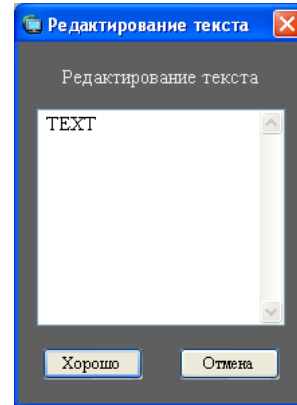 Редактирование текста
Редактирование текста
TEXT
Хорошо
Отмена